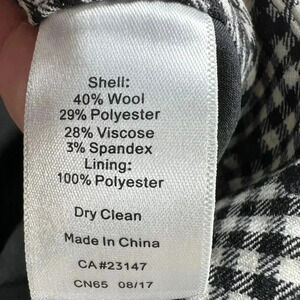 Shell:
40% Wool
29% Polyester
28% Viscose
3% Spandex
Lining:
100% Polyester
Dry Clean
Made In China
CA#23147
CN65 08/17